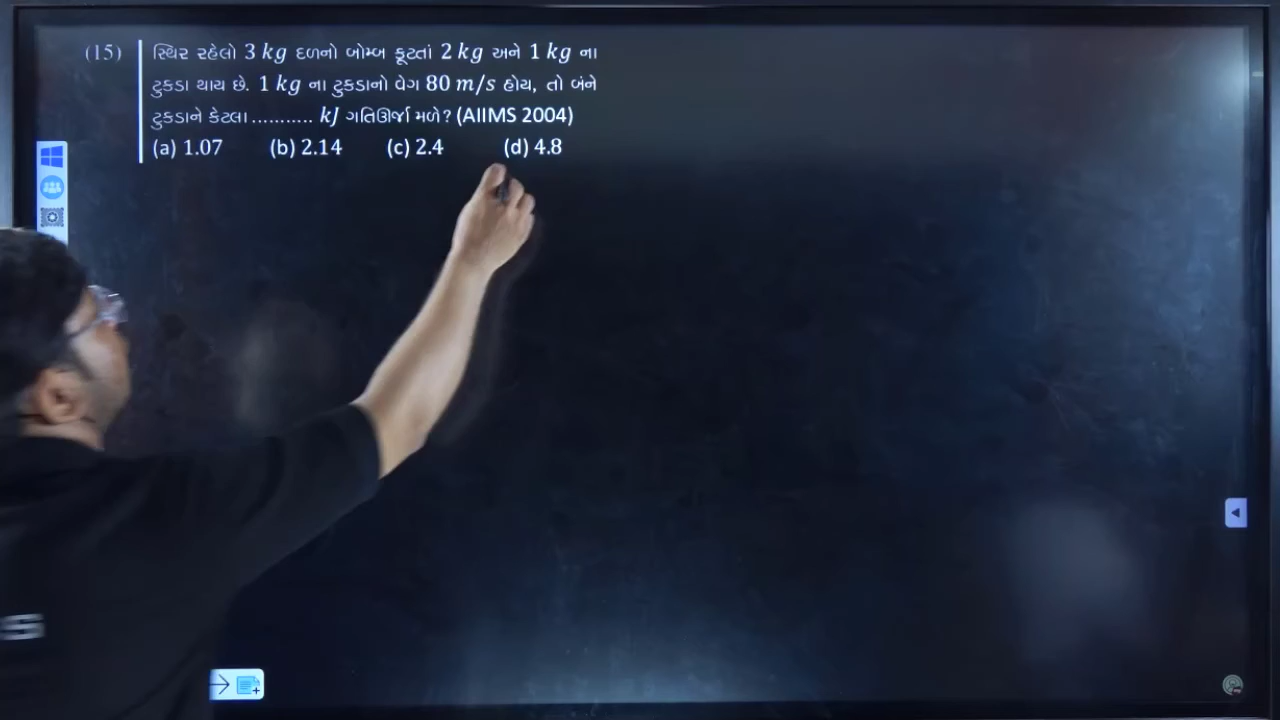 (15) સ્થિર રહેલો 3 kg દળનો બોમ્બ ફૂટતાં 2 kg અને 1 kg ના
ટુકડા થાય છે. 1 kg ના ટુકડાનો વેગ 80 m/s હોય, તો બંને
ટુકડાને કેટલા ........... kJ ગતિઊર્જા મળે? (AIIMS 2004)
(a) 1.07 (b) 2.14 (c) 2.4 (d) 4.8